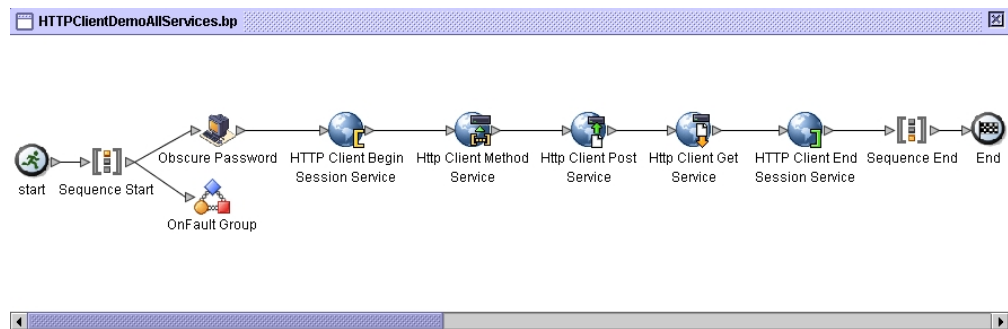 HTTPClientDemoAllServices.bp
start
Sequence Start
Obscure Password
OnFault Group
HTTP Client Begin
Session Service
Http Client Method
Service
Http Client Post
Service
Http Client Get
Service
HTTP Client End
Session Service
Sequence End
End